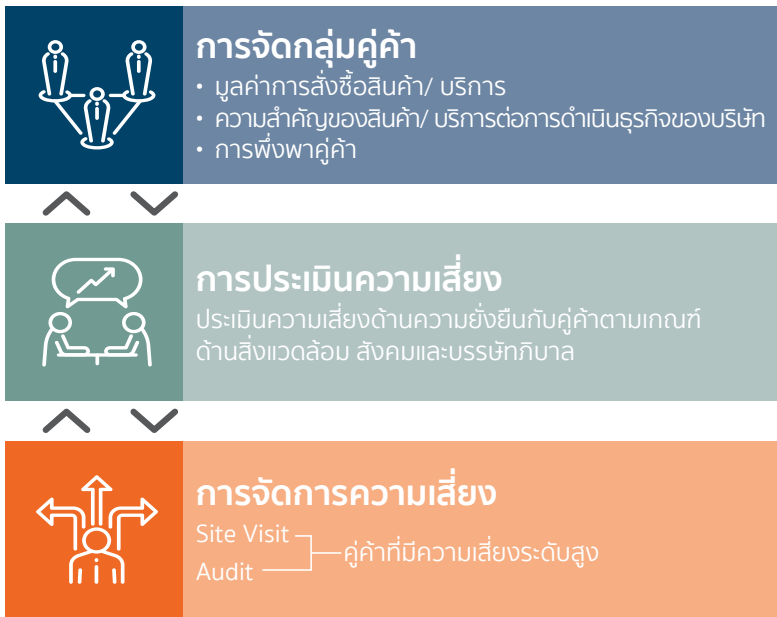 การจัดกลุ่มคู่ค้า
• มูลค่าการสั่งซื้อสินค้า/ บริการ
• ความสำคัญของสินค้า/ บริการต่อการดำเนินธุรกิจของบริษัท
• การพึ่งพาคู่ค้า
การประเมินความเสี่ยง
ประเมินความเสี่ยงด้านความยั่งยืนกับคู่ค้าตามเกณฑ์
ด้านสิ่งแวดล้อม สังคมและบรรษัทภิบาล
การจัดการความเสี่ยง
Site Visit
คู่ค้าที่มีความเสี่ยงระดับสูง
Audit